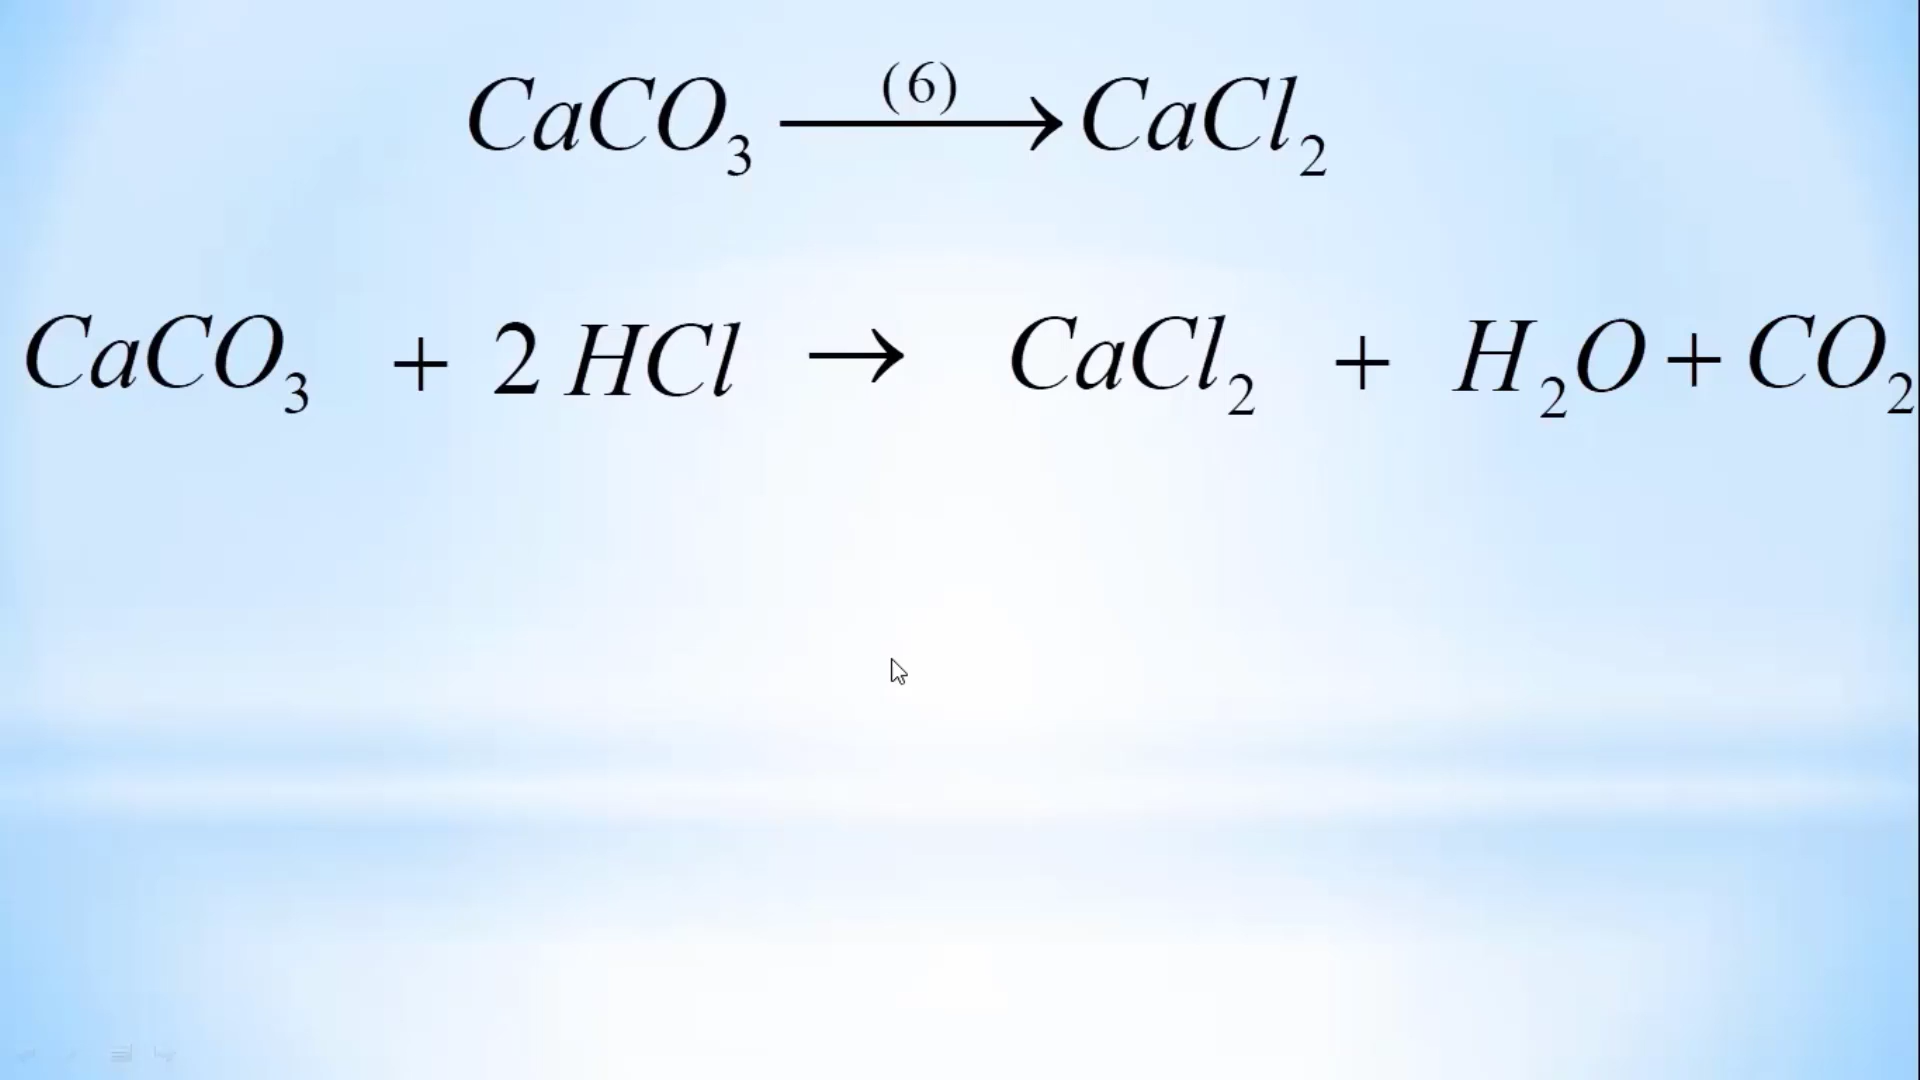 CaCO₃ —(6)→ CaCl₂
CaCO₃ + 2 HCl → CaCl₂ + H₂O + CO₂